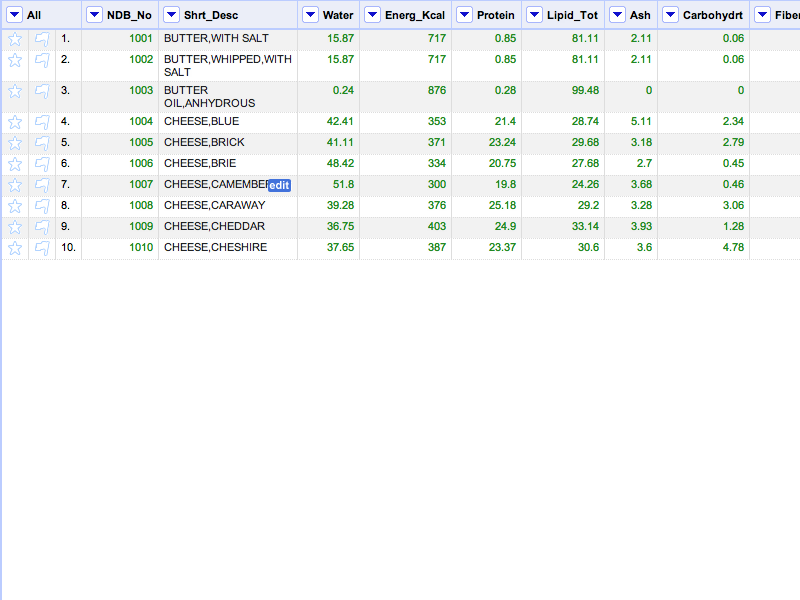 All NDB_No Shrt_Desc Water Energ_Kcal Protein Lipid_Tot Ash Carbohydrt Fiber
1. 1001 BUTTER,WITH SALT 15.87 717 0.85 81.11 2.11 0.06
2. 1002 BUTTER,WHIPPED,WITH 15.87 717 0.85 81.11 2.11 0.06
SALT
3. 1003 BUTTER 0.24 876 0.28 99.48 0 0
OIL,ANHYDROUS
4. 1004 CHEESE,BLUE 42.41 353 21.4 28.74 5.11 2.34
5. 1005 CHEESE,BRICK 41.11 371 23.24 29.68 3.18 2.79
6. 1006 CHEESE,BRIE 48.42 334 20.75 27.68 2.7 0.45
7. 1007 CHEESE,CAMEMBE edit 51.8 300 19.8 24.26 3.68 0.46
8. 1008 CHEESE,CARAWAY 39.28 376 25.18 29.2 3.28 3.06
9. 1009 CHEESE,CHEDDAR 36.75 403 24.9 33.14 3.93 1.28
10. 1010 CHEESE,CHESHIRE 37.65 387 23.37 30.6 3.6 4.78